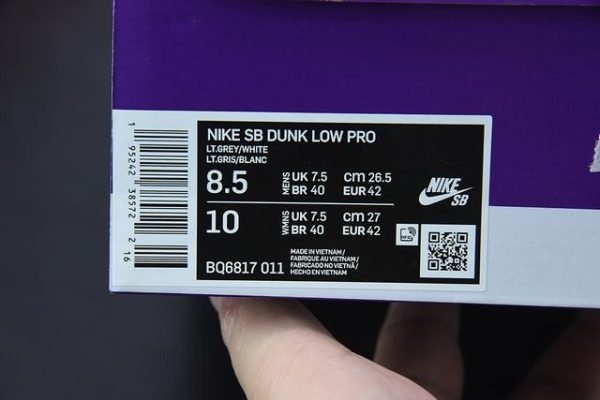 NIKE SB DUNK LOW PRO
LT.GREY/WHITE
LT.GRIS/BLANC
8.5 MENS UK 7.5 cm 26.5
BR 40 EUR 42
10 WMNS UK 7.5 cm 27
BR 40 EUR 42
MADE IN VIETNAM /
FABRIQUE AU VIETNAM /
FABRICADO NO VIETNÃ /
HECHO EN VIETNAM
BQ6817 011
NIKE
SB
1 95242 38572 2 16